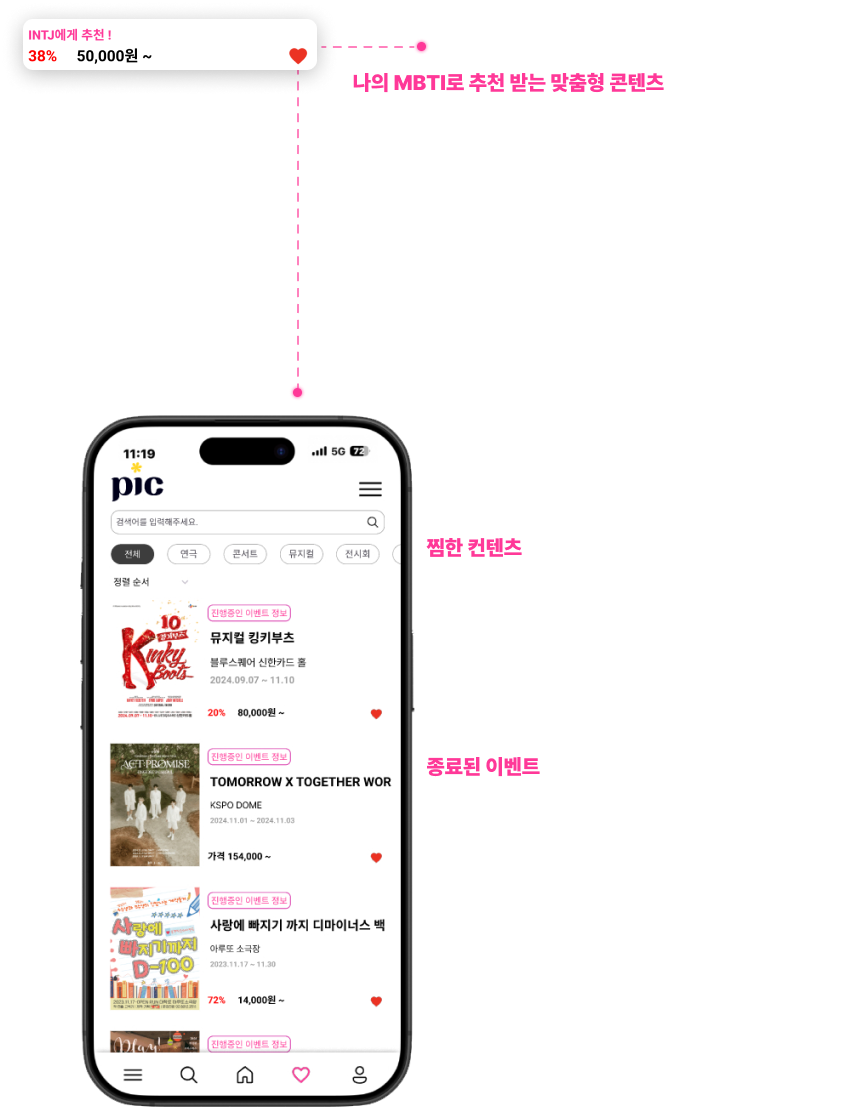 INTJ에게 추천 !
38% 50,000원 ~
나의 MBTI로 추천 받는 맞춤형 콘텐츠
11:19 5G 72
pic
검색어를 입력해주세요.
전체 연극 콘서트 뮤지컬 전시회
정렬 순서
찜한 컨텐츠
10
킹키부츠
Kinky
Boots
진행중인 이벤트 정보
뮤지컬 킹키부츠
블루스퀘어 신한카드 홀
2024.09.07 ~ 11.10
20% 80,000원 ~
종료된 이벤트
ACT:PROMISE
진행중인 이벤트 정보
TOMORROW X TOGETHER WOR
KSPO DOME
2024.11.01 ~ 2024.11.03
가격 154,000 ~
사랑에
빠지기까지
D-100
진행중인 이벤트 정보
사랑에 빠지기 까지 디마이너스 백
아루또 소극장
2023.11.17 ~ 11.30
72% 14,000원 ~
Play!
진행중인 이벤트 정보